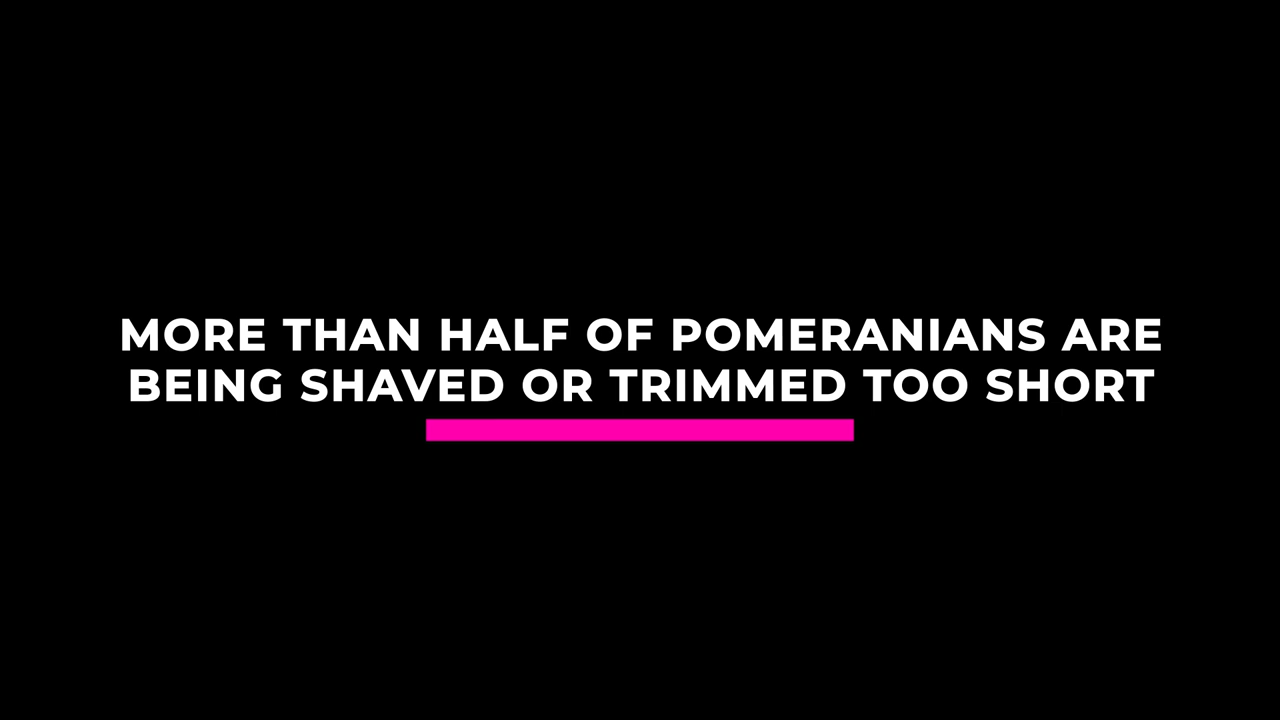 MORE THAN HALF OF POMERANIANS ARE
BEING SHAVED OR TRIMMED TOO SHORT